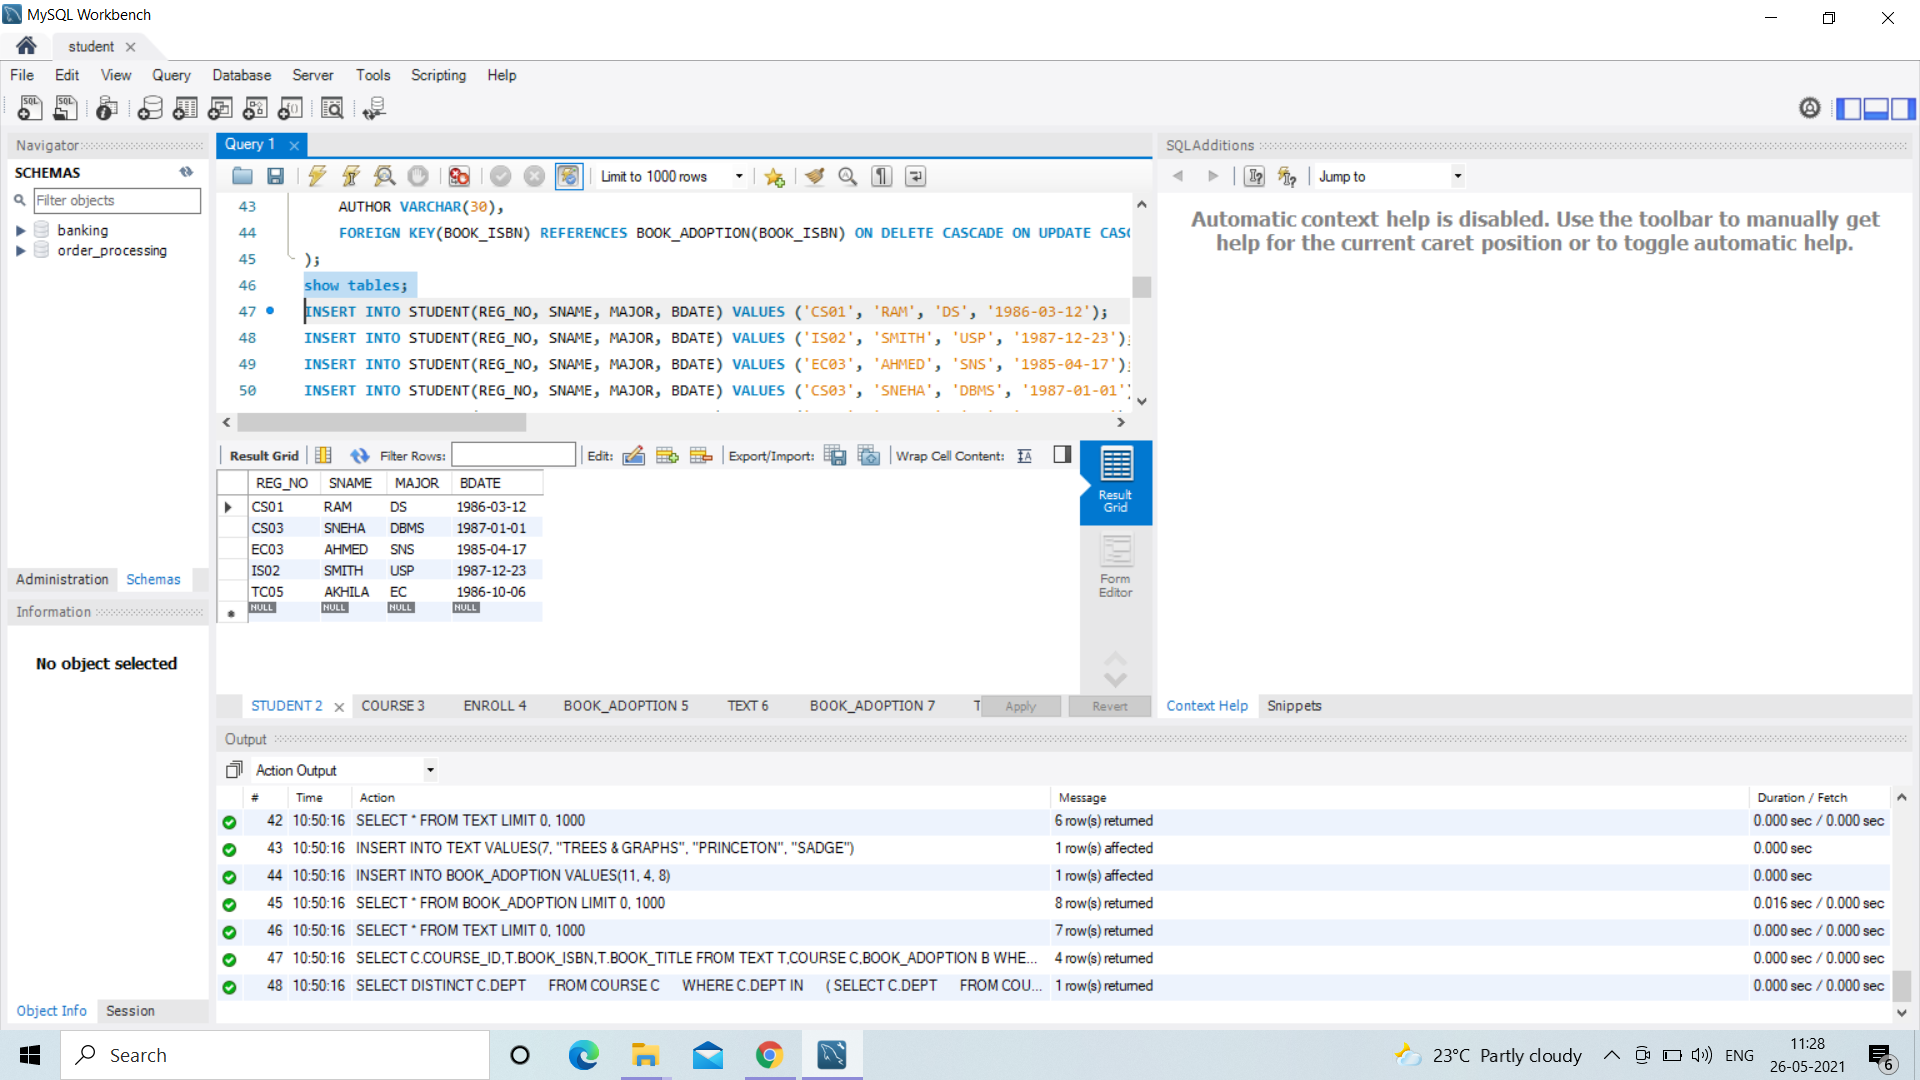 MySQL Workbench
student
File Edit View Query Database Server Tools Scripting Help
Navigator
SCHEMAS
Filter objects
banking
order_processing
Administration Schemas
Information
No object selected
Object Info Session
Query 1
Limit to 1000 rows
43 AUTHOR VARCHAR(30),
44 FOREIGN KEY(BOOK_ISBN) REFERENCES BOOK_ADOPTION(BOOK_ISBN) ON DELETE CASCADE ON UPDATE CASC
45 );
46 show tables;
47 INSERT INTO STUDENT(REG_NO, SNAME, MAJOR, BDATE) VALUES ('CS01', 'RAM', 'DS', '1986-03-12');
48 INSERT INTO STUDENT(REG_NO, SNAME, MAJOR, BDATE) VALUES ('IS02', 'SMITH', 'USP', '1987-12-23');
49 INSERT INTO STUDENT(REG_NO, SNAME, MAJOR, BDATE) VALUES ('EC03', 'AHMED', 'SNS', '1985-04-17');
50 INSERT INTO STUDENT(REG_NO, SNAME, MAJOR, BDATE) VALUES ('CS03', 'SNEHA', 'DBMS', '1987-01-01'
Result Grid Filter Rows: Edit: Export/Import: Wrap Cell Content:
REG_NO SNAME MAJOR BDATE
CS01 RAM DS 1986-03-12
CS03 SNEHA DBMS 1987-01-01
EC03 AHMED SNS 1985-04-17
IS02 SMITH USP 1987-12-23
TC05 AKHILA EC 1986-10-06
NULL NULL NULL NULL
Result
Grid
Form
Editor
STUDENT 2 COURSE 3 ENROLL 4 BOOK_ADOPTION 5 TEXT 6 BOOK_ADOPTION 7 T Apply Revert
SQLAdditions
Jump to
Automatic context help is disabled. Use the toolbar to manually get
help for the current caret position or to toggle automatic help.
Context Help Snippets
Output
Action Output
# Time Action Message Duration / Fetch
42 10:50:16 SELECT * FROM TEXT LIMIT 0, 1000 6 row(s) returned 0.000 sec / 0.000 sec
43 10:50:16 INSERT INTO TEXT VALUES(7, "TREES & GRAPHS", "PRINCETON", "SADGE") 1 row(s) affected 0.000 sec
44 10:50:16 INSERT INTO BOOK_ADOPTION VALUES(11, 4, 8) 1 row(s) affected 0.000 sec
45 10:50:16 SELECT * FROM BOOK_ADOPTION LIMIT 0, 1000 8 row(s) returned 0.016 sec / 0.000 sec
46 10:50:16 SELECT * FROM TEXT LIMIT 0, 1000 7 row(s) returned 0.000 sec / 0.000 sec
47 10:50:16 SELECT C.COURSE_ID,T.BOOK_ISBN,T.BOOK_TITLE FROM TEXT T,COURSE C,BOOK_ADOPTION B WHE... 4 row(s) returned 0.000 sec / 0.000 sec
48 10:50:16 SELECT DISTINCT C.DEPT FROM COURSE C WHERE C.DEPT IN ( SELECT C.DEPT FROM COU... 1 row(s) returned 0.000 sec / 0.000 sec
Search
23°C Partly cloudy
ENG
11:28
26-05-2021
6